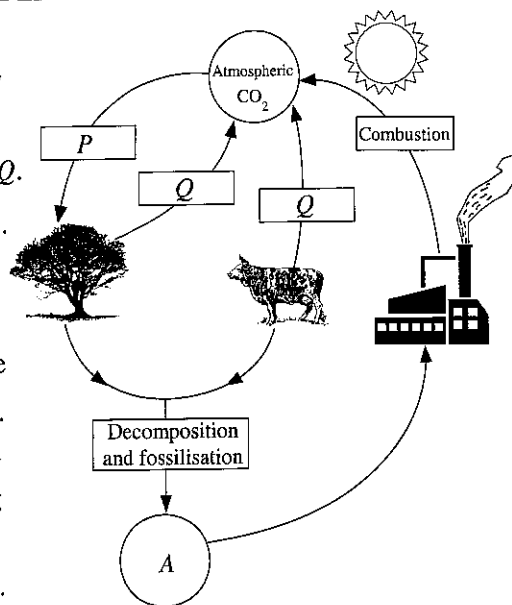 Atmospheric
CO₂
Combustion
P
Q.
Q
Q
.
e
.
Decomposition
and fossilisation
A
.